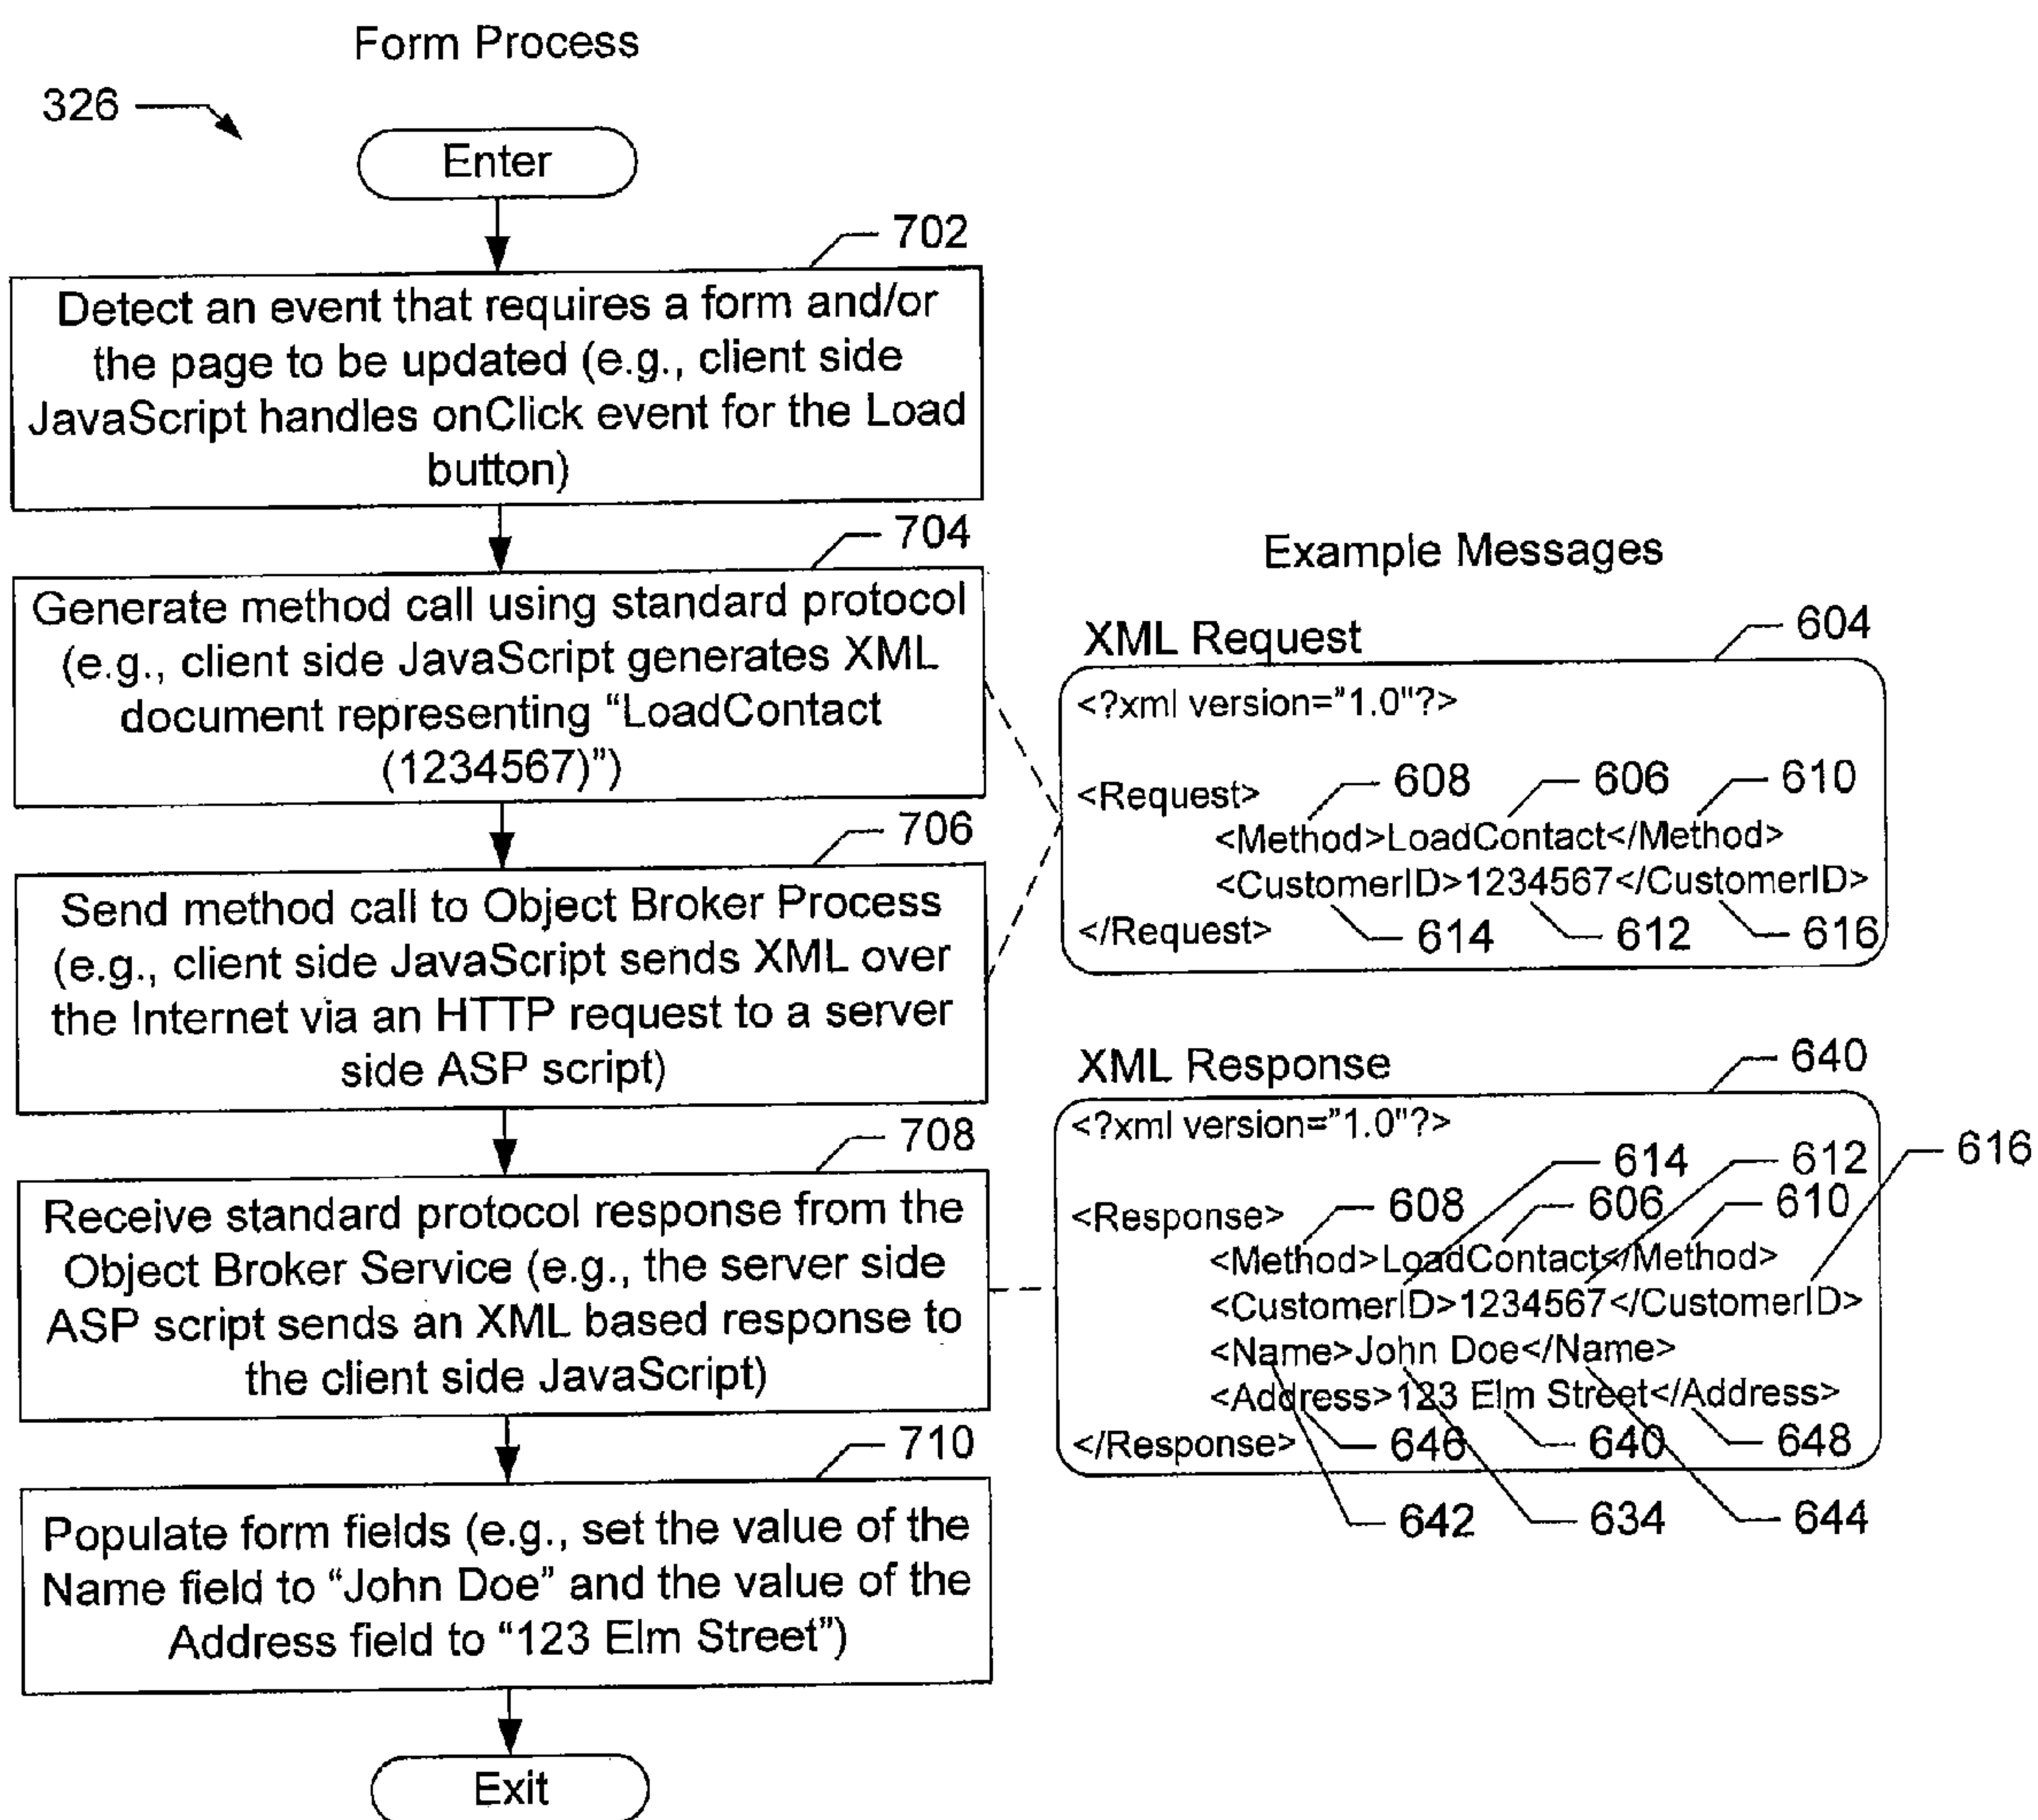 Form Process
326
Enter
702
Detect an event that requires a form and/or
the page to be updated (e.g., client side
JavaScript handles onClick event for the Load
button)
704
Generate method call using standard protocol
(e.g., client side JavaScript generates XML
document representing “LoadContact
(1234567)”)
706
Send method call to Object Broker Process
(e.g., client side JavaScript sends XML over
the Internet via an HTTP request to a server
side ASP script)
708
Receive standard protocol response from the
Object Broker Service (e.g., the server side
ASP script sends an XML based response to
the client side JavaScript)
710
Populate form fields (e.g., set the value of the
Name field to “John Doe” and the value of the
Address field to “123 Elm Street”)
Exit
Example Messages
XML Request
604
<?xml version=”1.0"?>
608 606 610
<Request>
<Method>LoadContact</Method>
<CustomerID>1234567</CustomerID>
</Request>
614 612 616
XML Response
640
<?xml version=”1.0"?>
614 612 616
<Response>
608 606 610
<Method>LoadContact</Method>
<CustomerID>1234567</CustomerID>
<Name>John Doe</Name>
<Address>123 Elm Street</Address>
</Response>
646 640 648
642 634 644